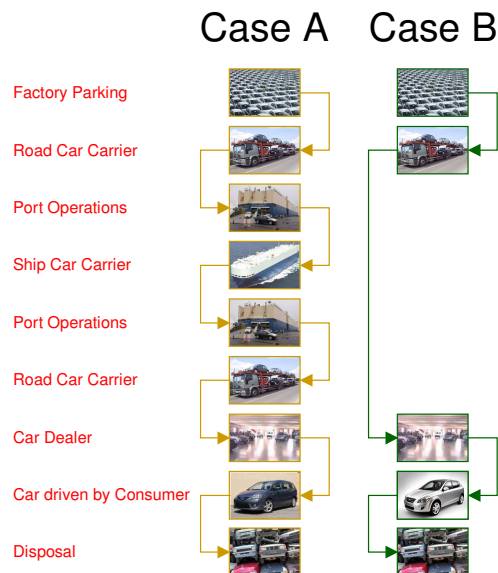 Case A Case B
Factory Parking
Road Car Carrier
Port Operations
Ship Car Carrier
Port Operations
Road Car Carrier
Car Dealer
Car driven by Consumer
Disposal